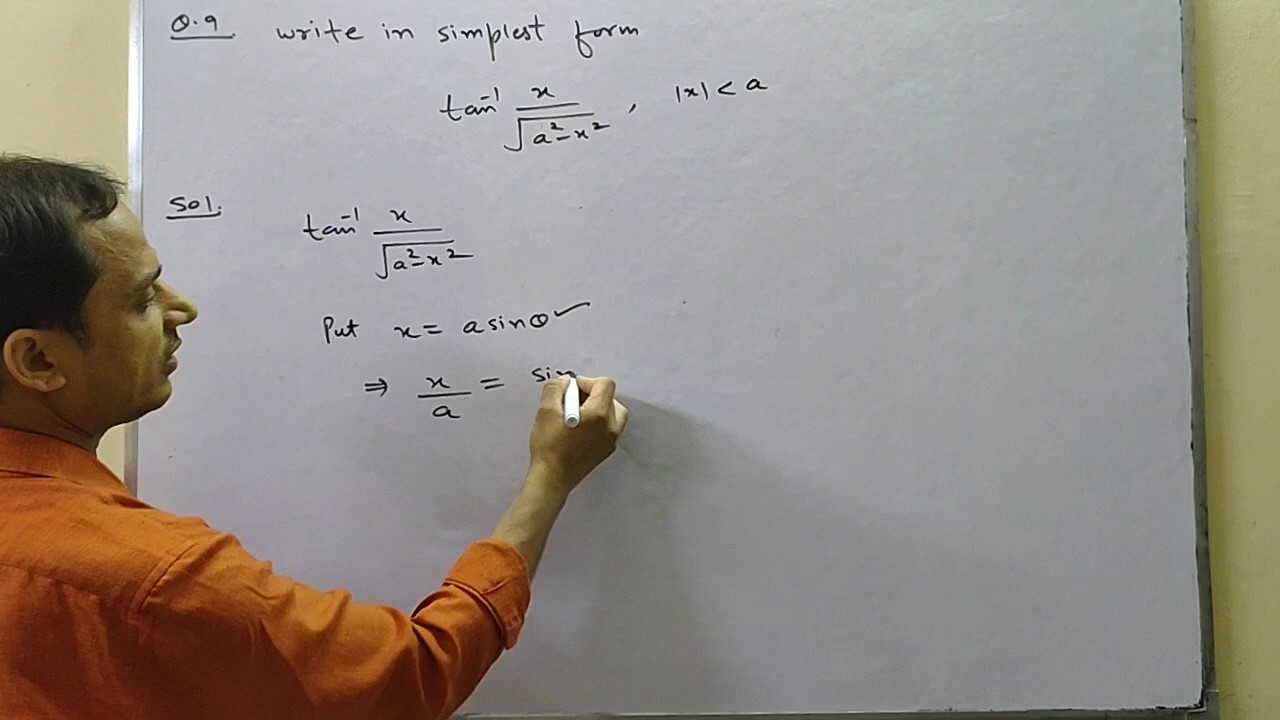 Q.9 write in simplest form
tan⁻¹ x/√(a²-x²), |x| < a
Sol.
tan⁻¹ x/√(a²-x²)
Put x = a sinθ ✓
⇒ x/a = sin